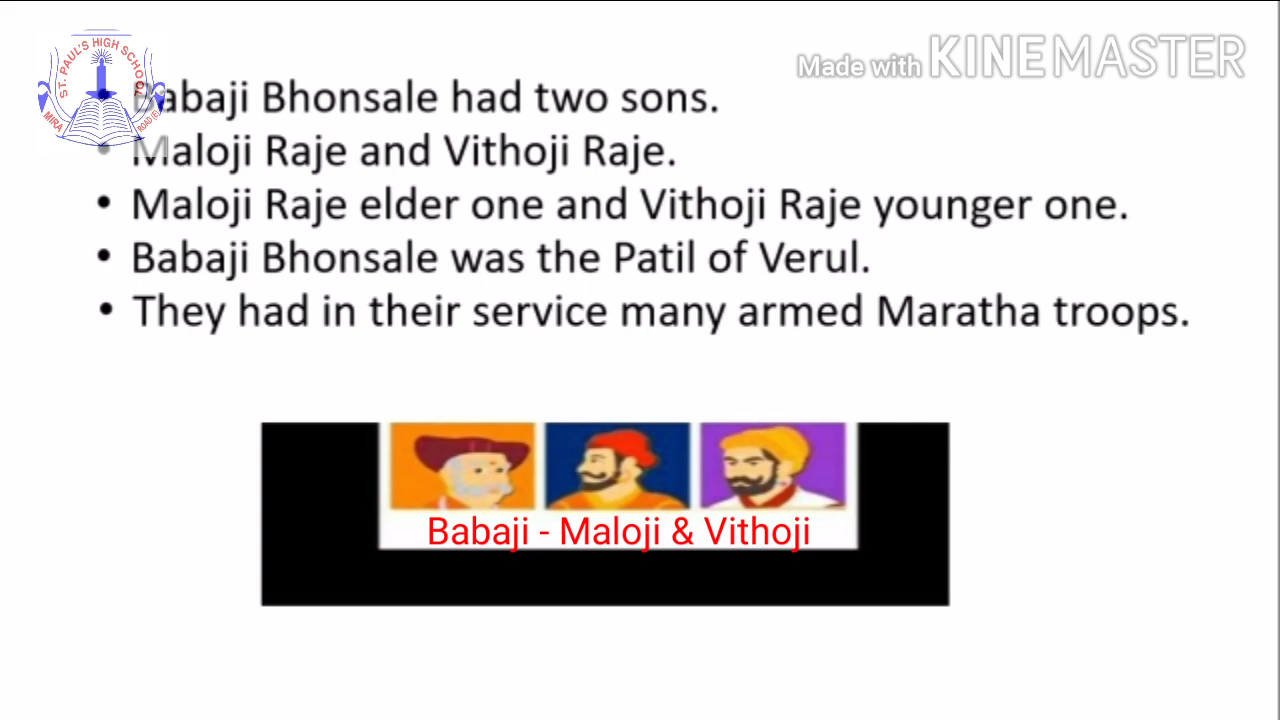 ST. PAUL'S HIGH SCHOOL
MIRA ROAD
Made with KINEMASTER
Babaji Bhonsale had two sons.
Maloji Raje and Vithoji Raje.
Maloji Raje elder one and Vithoji Raje younger one.
Babaji Bhonsale was the Patil of Verul.
They had in their service many armed Maratha troops.
Babaji - Maloji & Vithoji